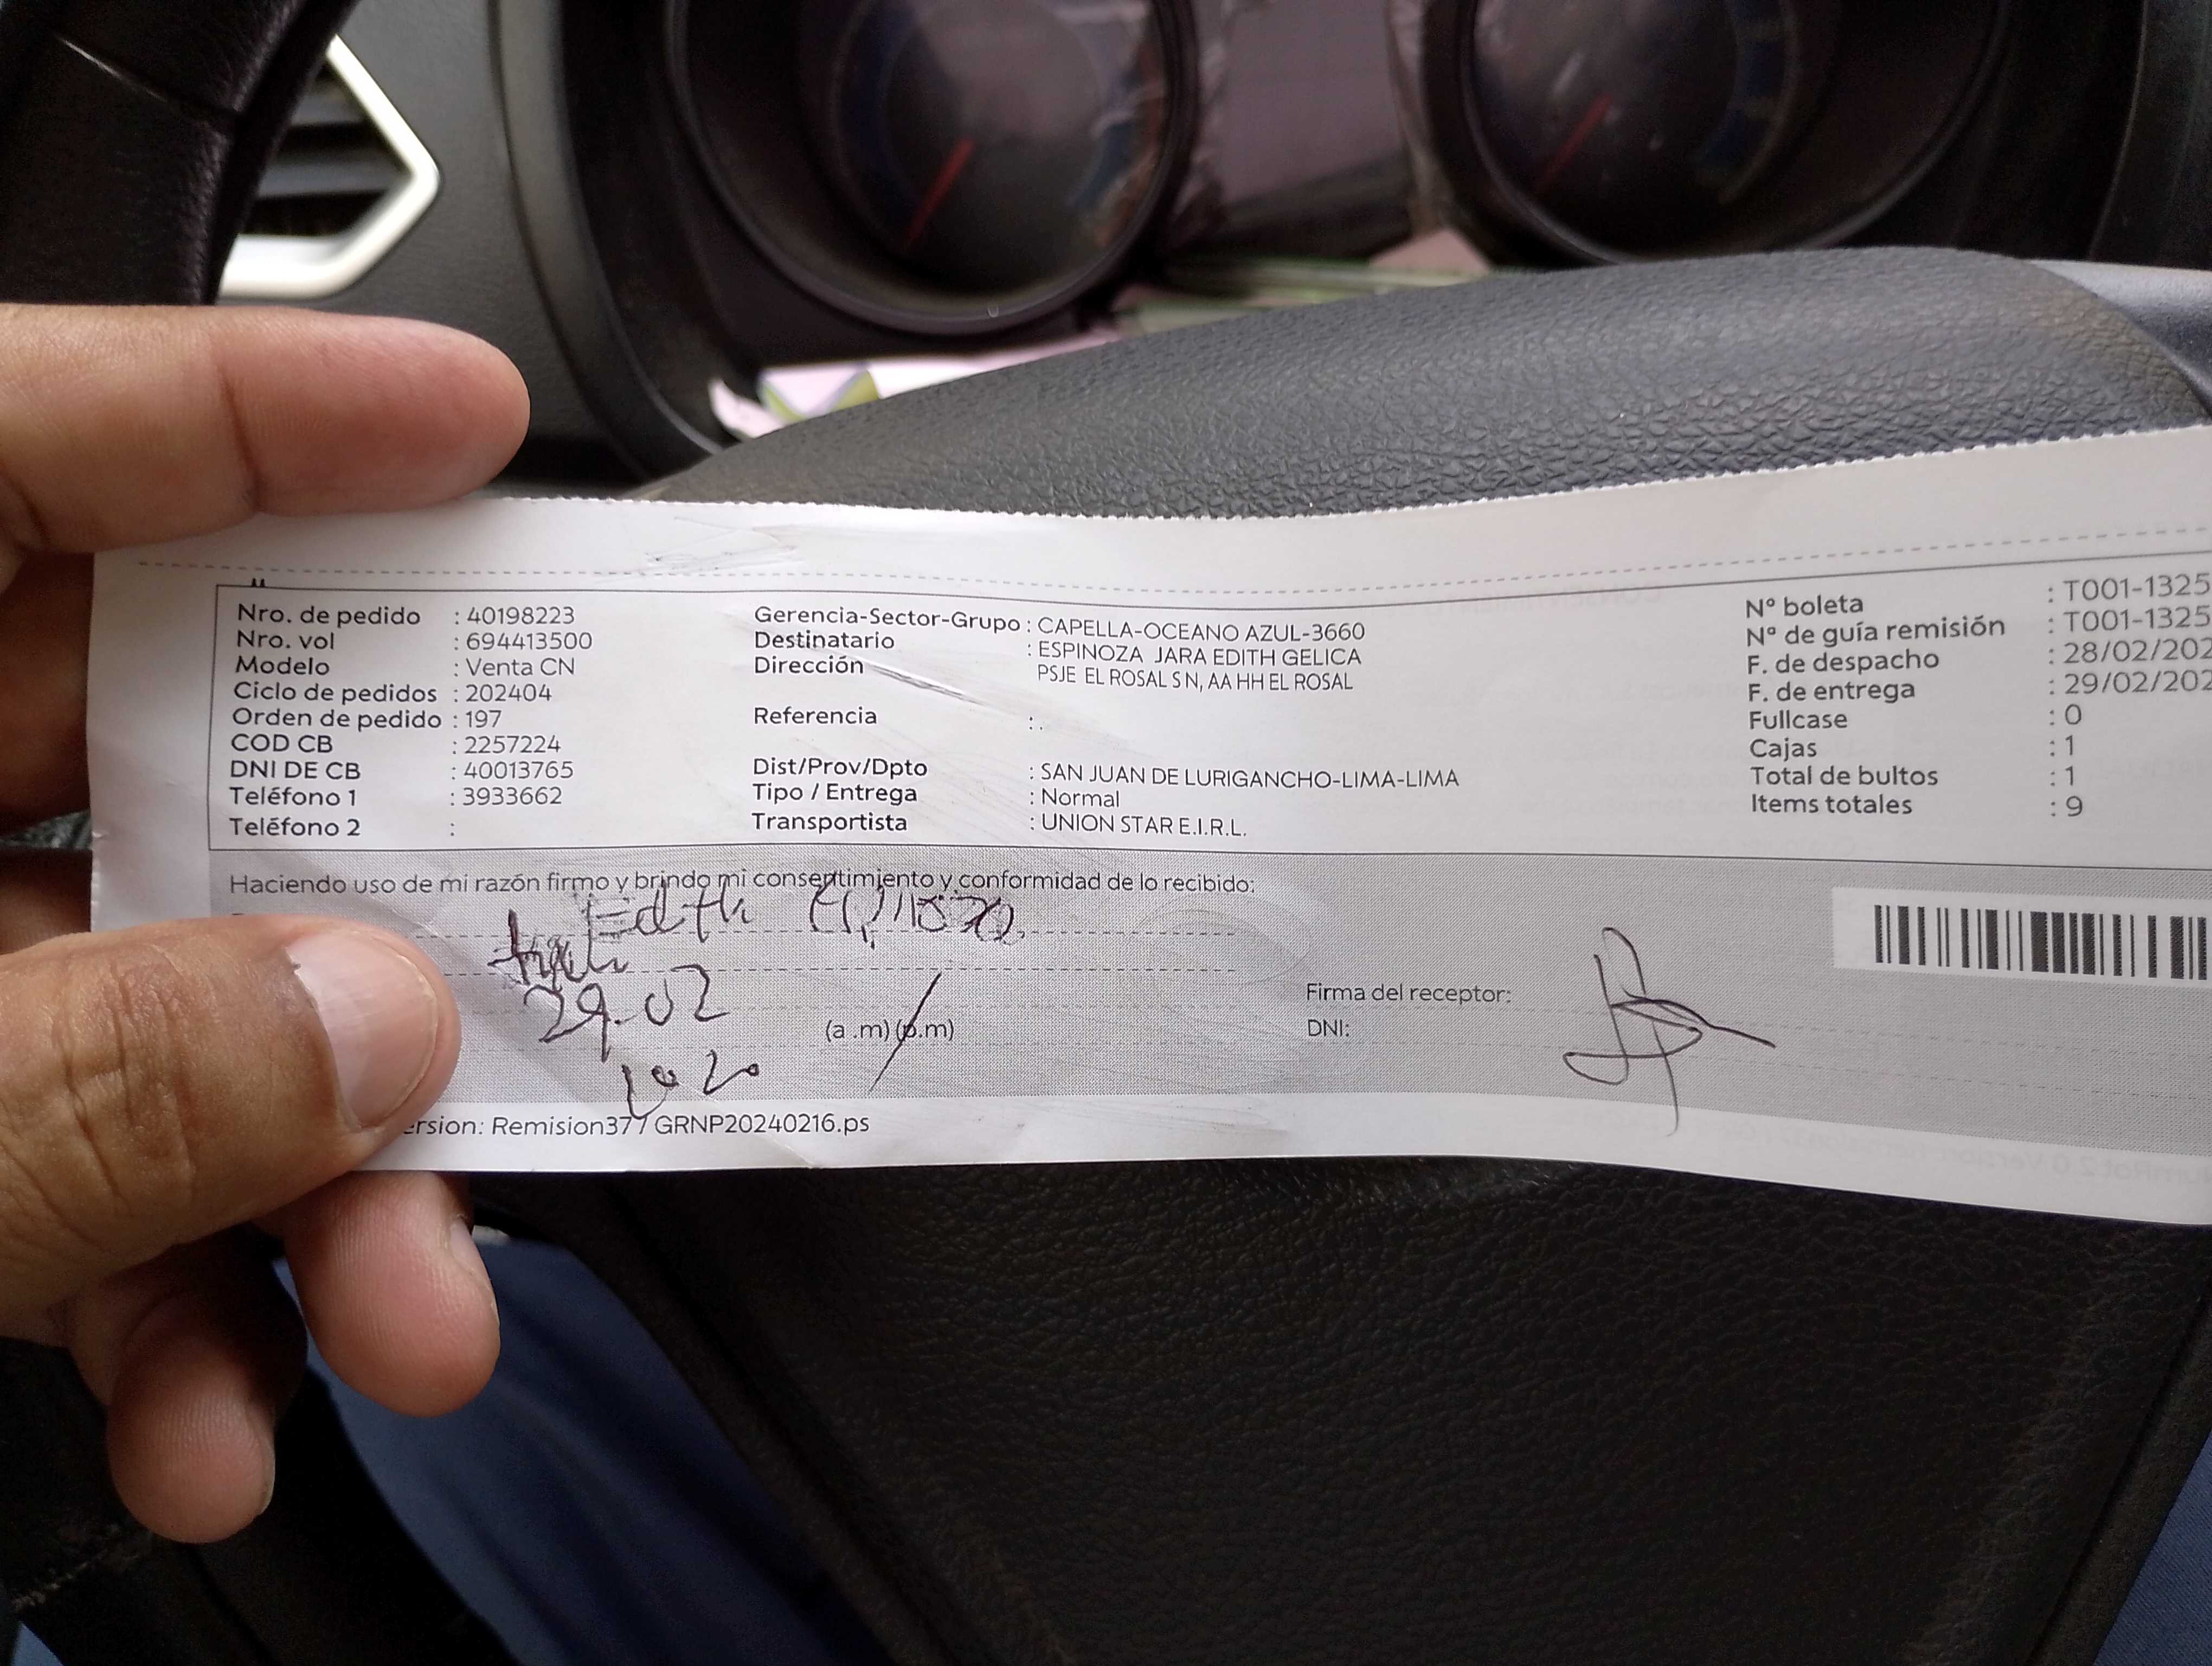 Nro. de pedido : 40198223
Nro. vol : 694413500
Modelo : Venta CN
Ciclo de pedidos : 202404
Orden de pedido : 197
COD CB : 2257224
DNI DE CB : 40013765
Teléfono 1 : 3933662
Teléfono 2 :
Gerencia-Sector-Grupo : CAPELLA-OCEANO AZUL-3660
Destinatario : ESPINOZA JARA EDITH GELICA
Dirección PSJE EL ROSAL S N, AA HH EL ROSAL
Referencia : .
Dist/Prov/Dpto : SAN JUAN DE LURIGANCHO-LIMA-LIMA
Tipo / Entrega : Normal
Transportista : UNION STAR E.I.R.L.
Nº boleta : T001-1325
Nº de guía remisión : T001-1325
F. de despacho : 28/02/202
F. de entrega : 29/02/202
Fullcase : 0
Cajas : 1
Total de bultos : 1
Items totales : 9
Haciendo uso de mi razón firmo y brindo mi consentimiento y conformidad de lo recibido:
Edith
29-02
(a .m) (p.m)
10 20
Firma del receptor:
DNI:
ersion: Remision377 GRNP20240216.ps